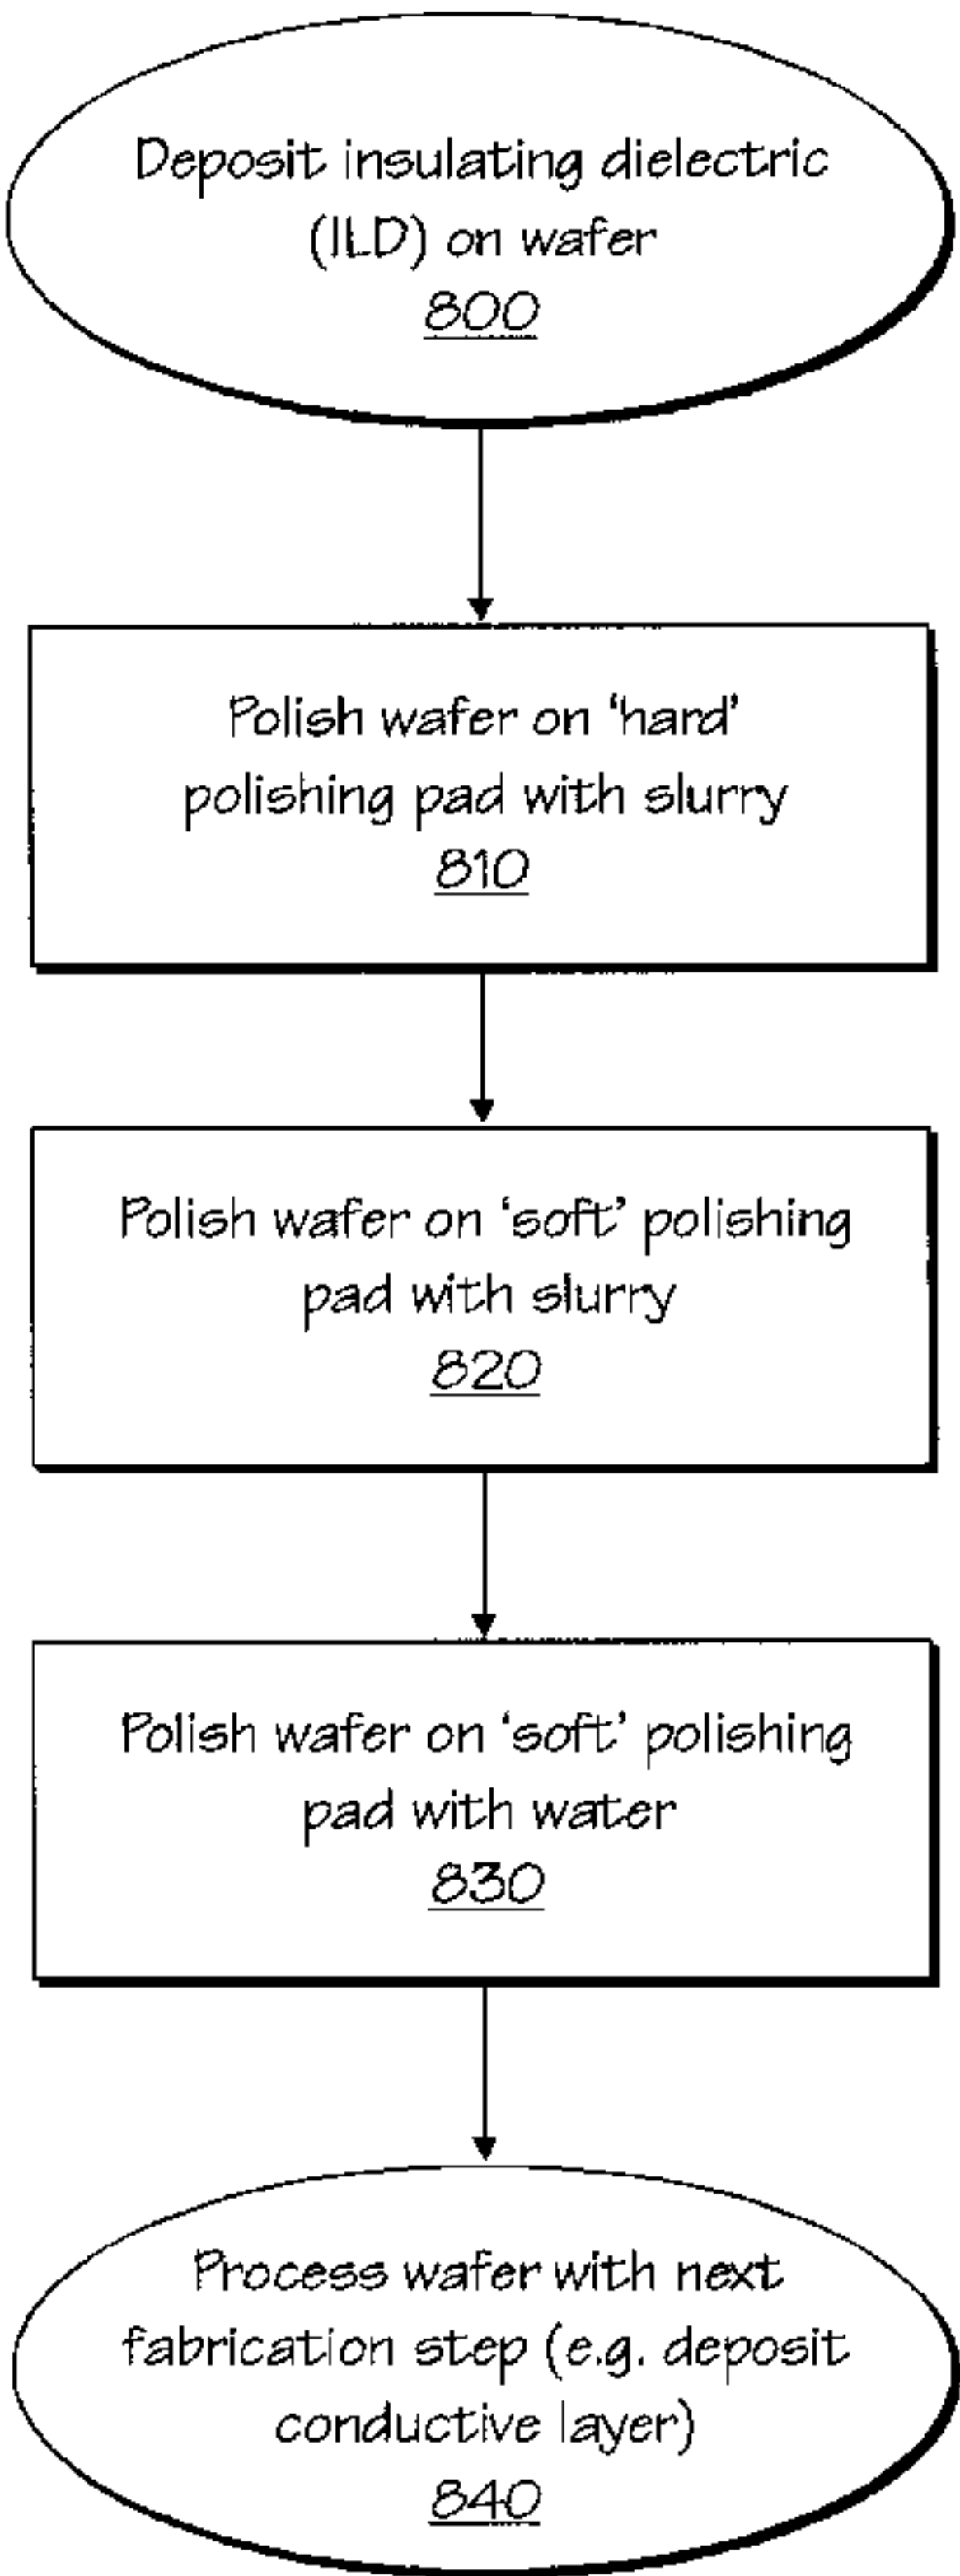 Deposit insulating dielectric
(ILD) on wafer
800
Polish wafer on ‘hard’
polishing pad with slurry
810
Polish wafer on ‘soft’ polishing
pad with slurry
820
Polish wafer on ‘soft’ polishing
pad with water
830
Process wafer with next
fabrication step (e.g. deposit
conductive layer)
840